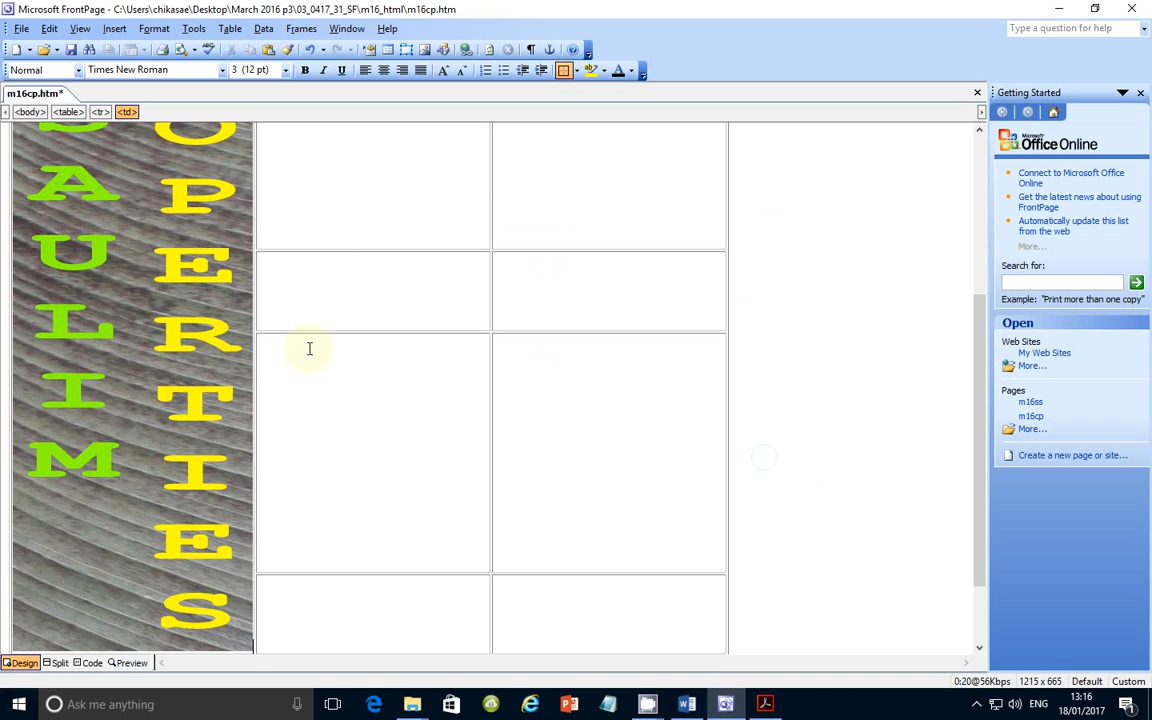 Microsoft FrontPage - C:\Users\chikasae\Desktop\March 2016 p3\03_0417_31_SF\m16_html\m16cp.htm
File Edit View Insert Format Tools Table Data Frames Window Help
Type a question for help
Normal Times New Roman 3 (12 pt) B I U
m16cp.htm*
<body> <table> <tr> <td>
S A U L I M
O P E R T I E S
Getting Started
Microsoft
Office Online
Connect to Microsoft Office
Online
Get the latest news about using
FrontPage
Automatically update this list
from the web
More...
Search for:
Example: "Print more than one copy"
Open
Web Sites
My Web Sites
More...
Pages
m16ss
m16cp
More...
Create a new page or site...
Design Split Code Preview
0:20@56Kbps 1215 x 665 Default Custom
Ask me anything
ENG
13:16
18/01/2017